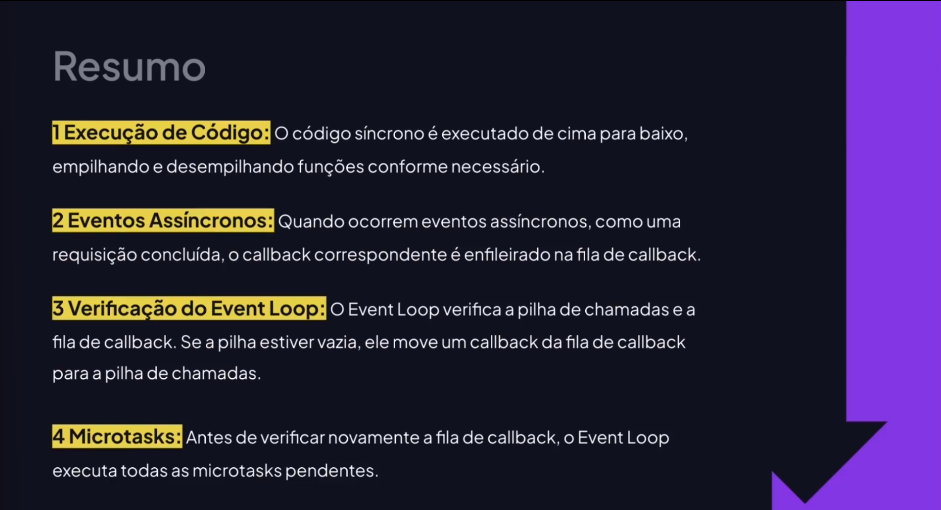 Resumo
1 Execução de Código: O código síncrono é executado de cima para baixo,
empilhando e desempilhando funções conforme necessário.
2 Eventos Assíncronos: Quando ocorrem eventos assíncronos, como uma
requisição concluída, o callback correspondente é enfileirado na fila de callback.
3 Verificação do Event Loop: O Event Loop verifica a pilha de chamadas e a
fila de callback. Se a pilha estiver vazia, ele move um callback da fila de callback
para a pilha de chamadas.
4 Microtasks: Antes de verificar novamente a fila de callback, o Event Loop
executa todas as microtasks pendentes.